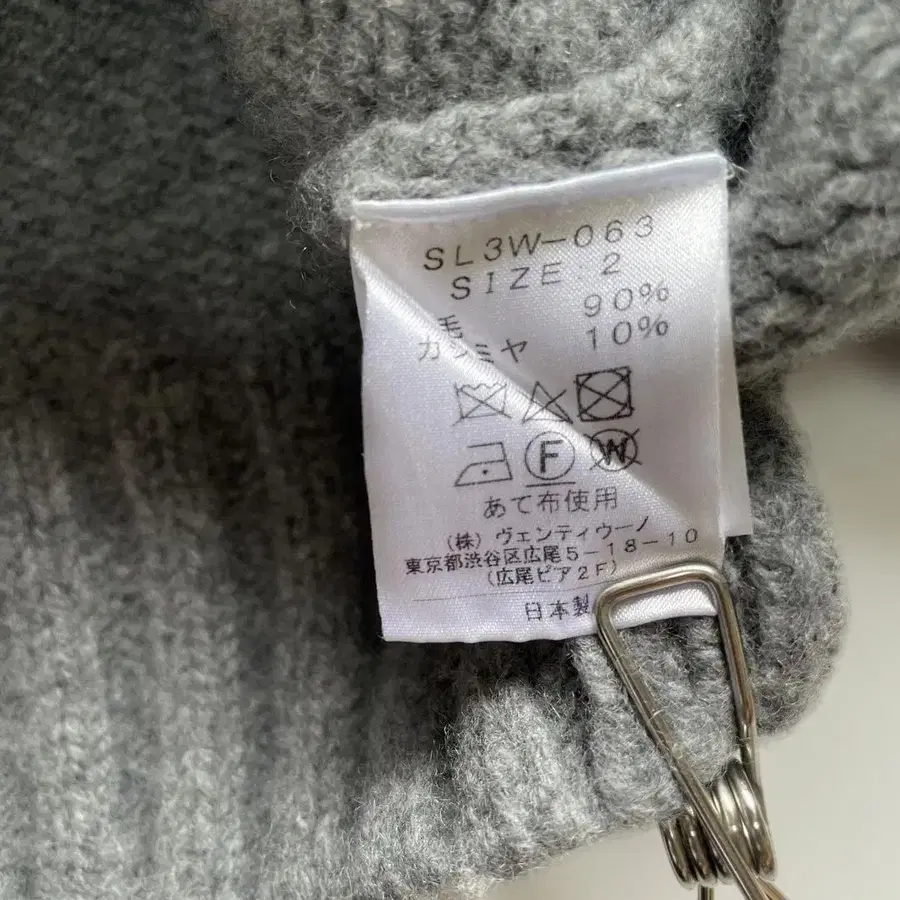 SL3W-063
SIZE:2
毛 90%
カシミヤ 10%
F W
あて布使用
(株) ヴェンティウーノ
東京都渋谷区広尾5-18-10
(広尾ピア2F)
日本製